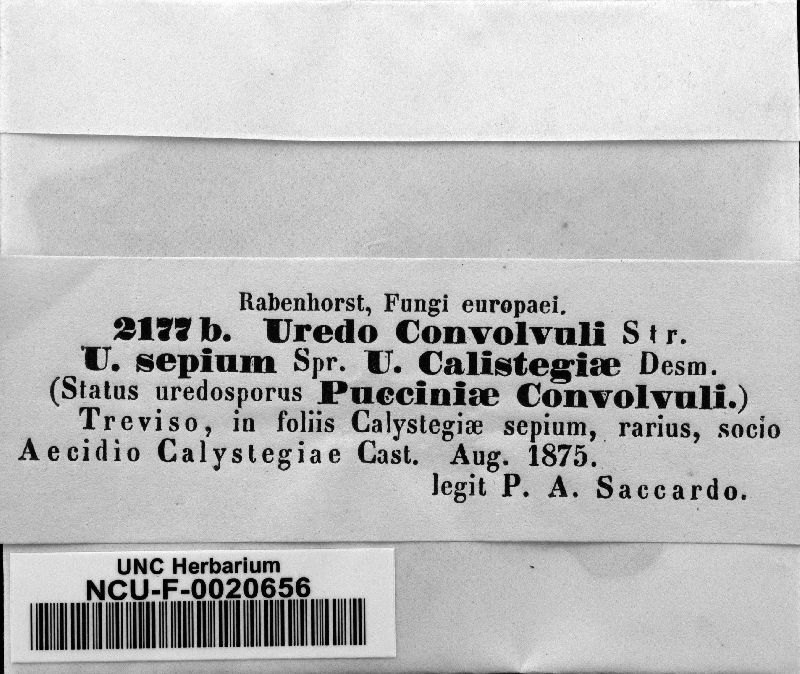 Rabenhorst, Fungi europaei.
2177 b. Uredo Convolvuli Str.
U. sepium Spr. U. Calistegiæ Desm.
(Status uredosporus Pucciniæ Convolvuli.)
Treviso, in foliis Calystegiæ sepium, rarius, socio
Aecidio Calystegiae Cast. Aug. 1875.
legit P. A. Saccardo.
UNC Herbarium
NCU-F-0020656